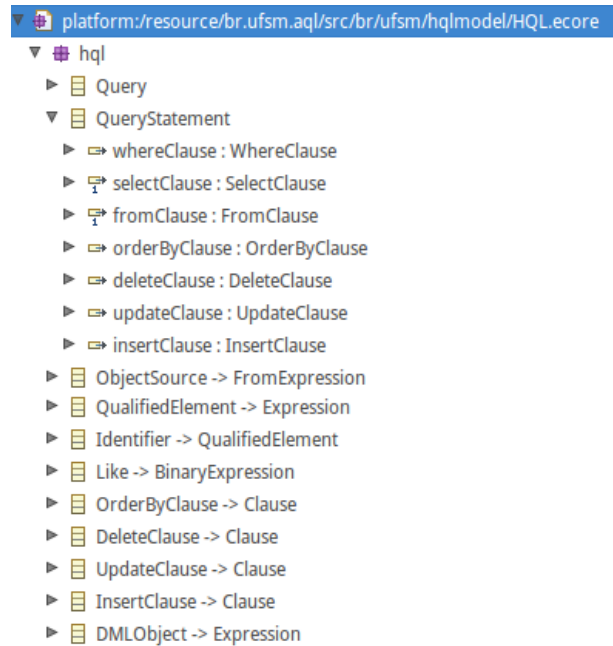 platform:/resource/br.ufsm.aql/src/br/ufsm/hqlmodel/HQL.ecore
hql
Query
QueryStatement
whereClause : WhereClause
selectClause : SelectClause
fromClause : FromClause
orderByClause : OrderByClause
deleteClause : DeleteClause
updateClause : UpdateClause
insertClause : InsertClause
ObjectSource -> FromExpression
QualifiedElement -> Expression
Identifier -> QualifiedElement
Like -> BinaryExpression
OrderByClause -> Clause
DeleteClause -> Clause
UpdateClause -> Clause
InsertClause -> Clause
DMLObject -> Expression